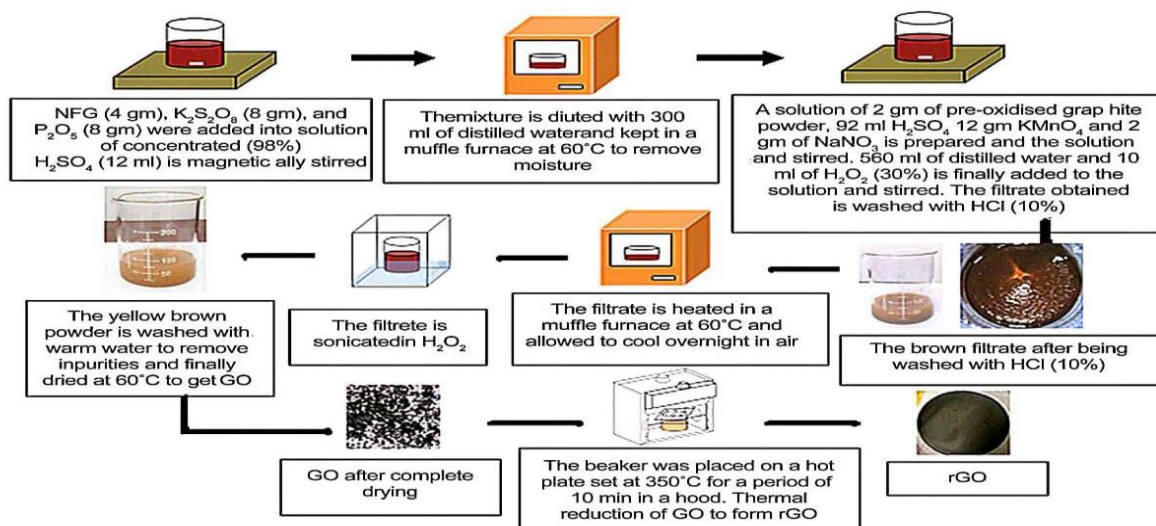 NFG (4 gm), K₂S₂O₈ (8 gm), and
P₂O₅ (8 gm) were added into solution
of concentrated (98%)
H₂SO₄ (12 ml) is magnetic ally stirred
Themixture is diluted with 300
ml of distilled waterand kept in a
muffle furnace at 60°C to remove
moisture
A solution of 2 gm of pre-oxidised grap hite
powder, 92 ml H₂SO₄ 12 gm KMnO₄ and 2
gm of NaNO₃ is prepared and the solution
and stirred. 560 ml of distilled water and 10
ml of H₂O₂ (30%) is finally added to the
solution and stirred. The filtrate obtained
is washed with HCl (10%)
The brown filtrate after being
washed with HCl (10%)
The filtrate is heated in a
muffle furnace at 60°C and
allowed to cool overnight in air
The filtrete is
sonicatedin H₂O₂
200
100
50
The yellow brown
powder is washed with
warm water to remove
inpurities and finally
dried at 60°C to get GO
GO after complete
drying
The beaker was placed on a hot
plate set at 350°C for a period of
10 min in a hood. Thermal
reduction of GO to form rGO
rGO